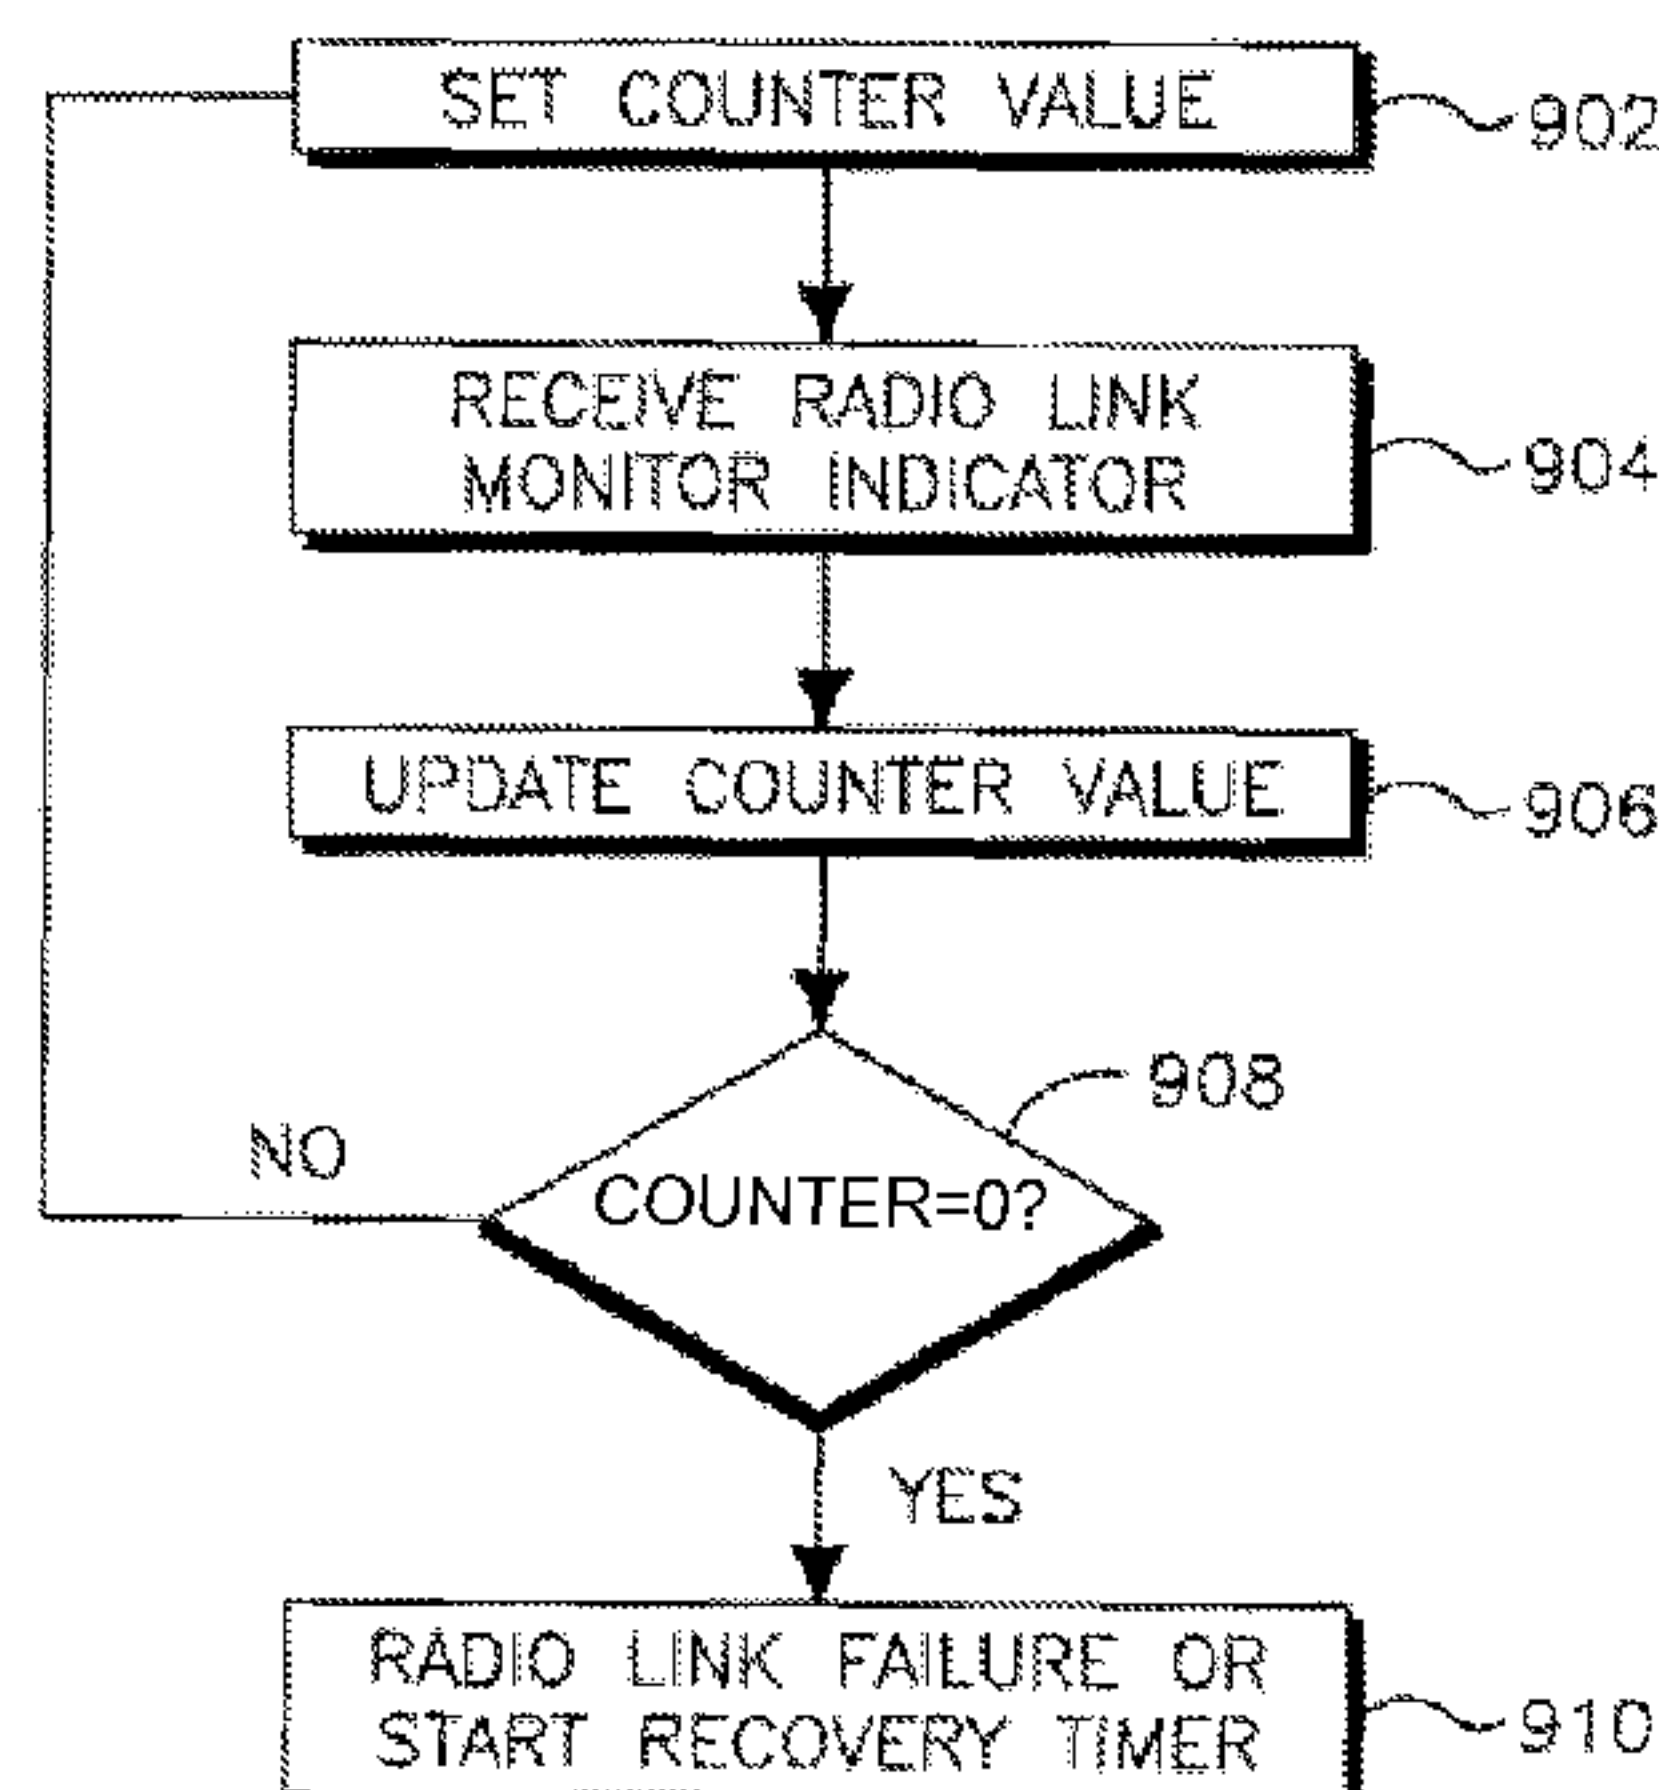 SET COUNTER VALUE
902
RECEIVE RADIO LINK
MONITOR INDICATOR
904
UPDATE COUNTER VALUE
906
908
NO
COUNTER=0?
YES
RADIO LINK FAILURE OR
START RECOVERY TIMER
910